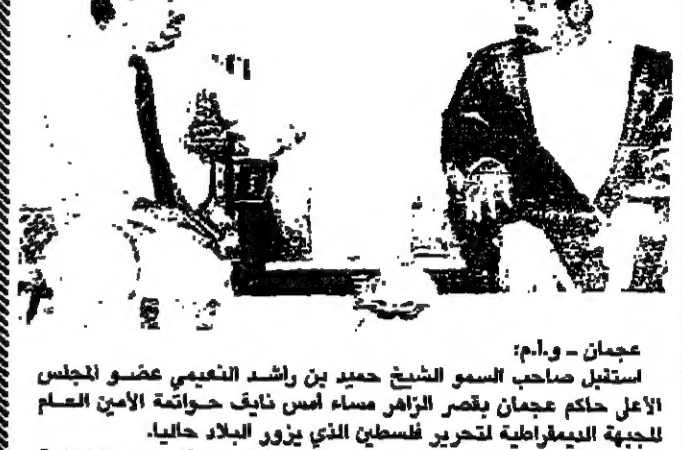 عجمان - و.أ.م:
استقبل صاحب السمو الشيخ حميد بن راشد النعيمي عضو المجلس
الأعلى حاكم عجمان بقصر الزاهر مساء أمس نايف حواتمة الأمين العام
للجبهة الديمقراطية لتحرير فلسطين الذي يزور البلاد حاليا.